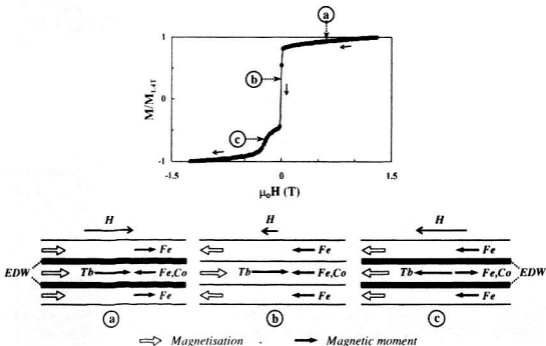 a
1
b
M/M1.4T
0
c
-1
-1.5 0 1.5
μ0H (T)
H H H
Fe Fe Fe
EDW Tb Fe,Co Tb Fe,Co Tb Fe,Co EDW
Fe Fe Fe
a b c
Magnetisation Magnetic moment